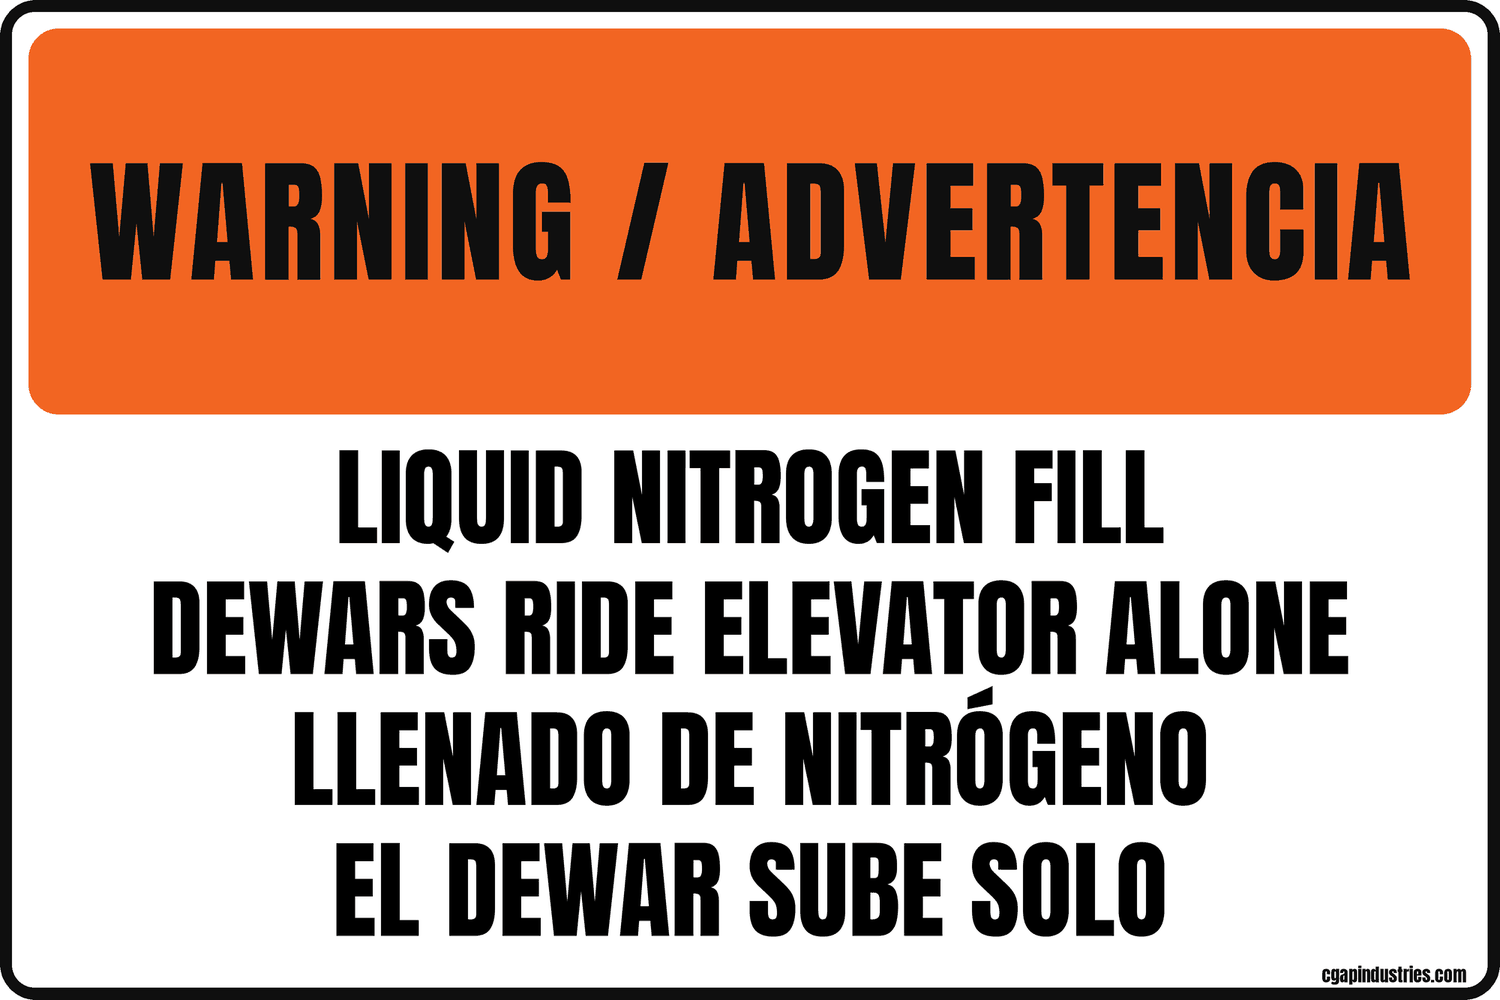 WARNING / ADVERTENCIA
LIQUID NITROGEN FILL
DEWARS RIDE ELEVATOR ALONE
LLENADO DE NITRÓGENO
EL DEWAR SUBE SOLO
cgapindustries.com